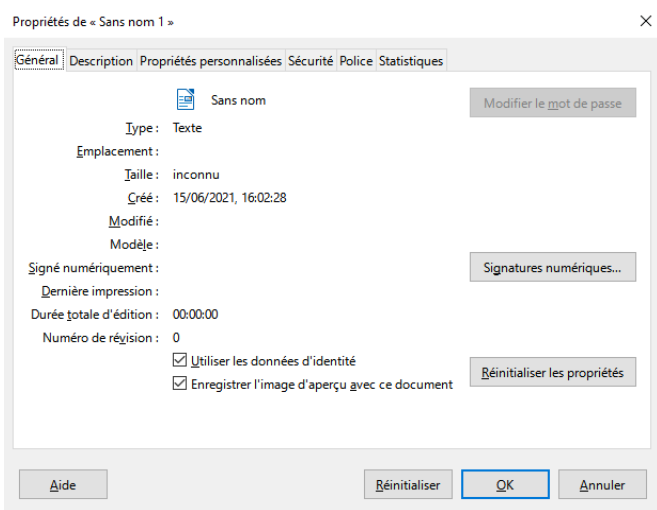 Propriétés de « Sans nom 1 »
Général Description Propriétés personnalisées Sécurité Police Statistiques
Sans nom Modifier le mot de passe
Type : Texte
Emplacement :
Taille : inconnu
Créé : 15/06/2021, 16:02:28
Modifié :
Modèle :
Signé numériquement : Signatures numériques...
Dernière impression :
Durée totale d'édition : 00:00:00
Numéro de révision : 0
Utiliser les données d'identité
Réinitialiser les propriétés
Enregistrer l'image d'aperçu avec ce document
Aide Réinitialiser OK Annuler